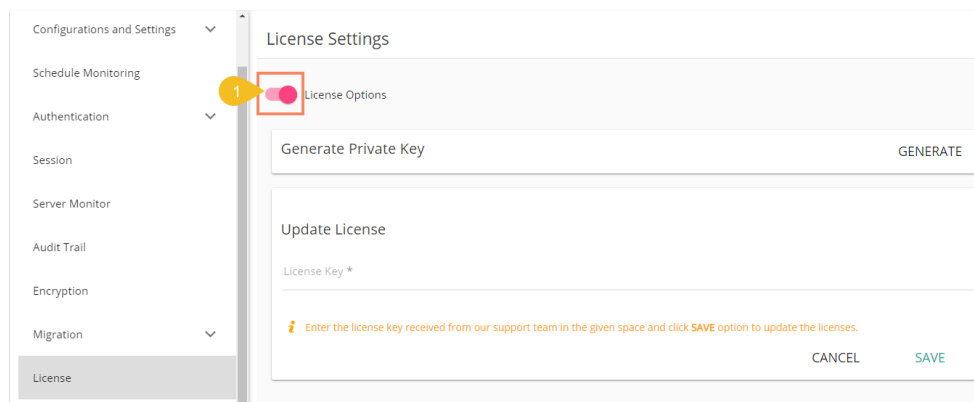 Configurations and Settings
Schedule Monitoring
Authentication
Session
Server Monitor
Audit Trail
Encryption
Migration
License
License Settings
1
License Options
Generate Private Key
GENERATE
Update License
License Key *
i Enter the license key received from our support team in the given space and click SAVE option to update the licenses.
CANCEL SAVE